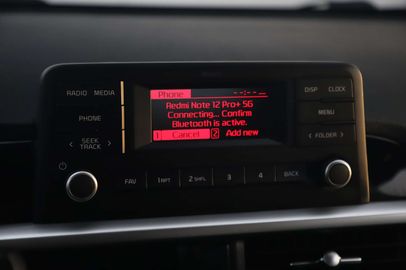 RADIO MEDIA
PHONE
SEEK
TRACK
Phone --:--
Redmi Note 12 Pro+ 5G
Connecting... Confirm
Bluetooth is active.
1 Cancel 2 Add new
DISP CLOCK
MENU
FOLDER
FAV 1 RPT 2 SHFL 3 4 BACK